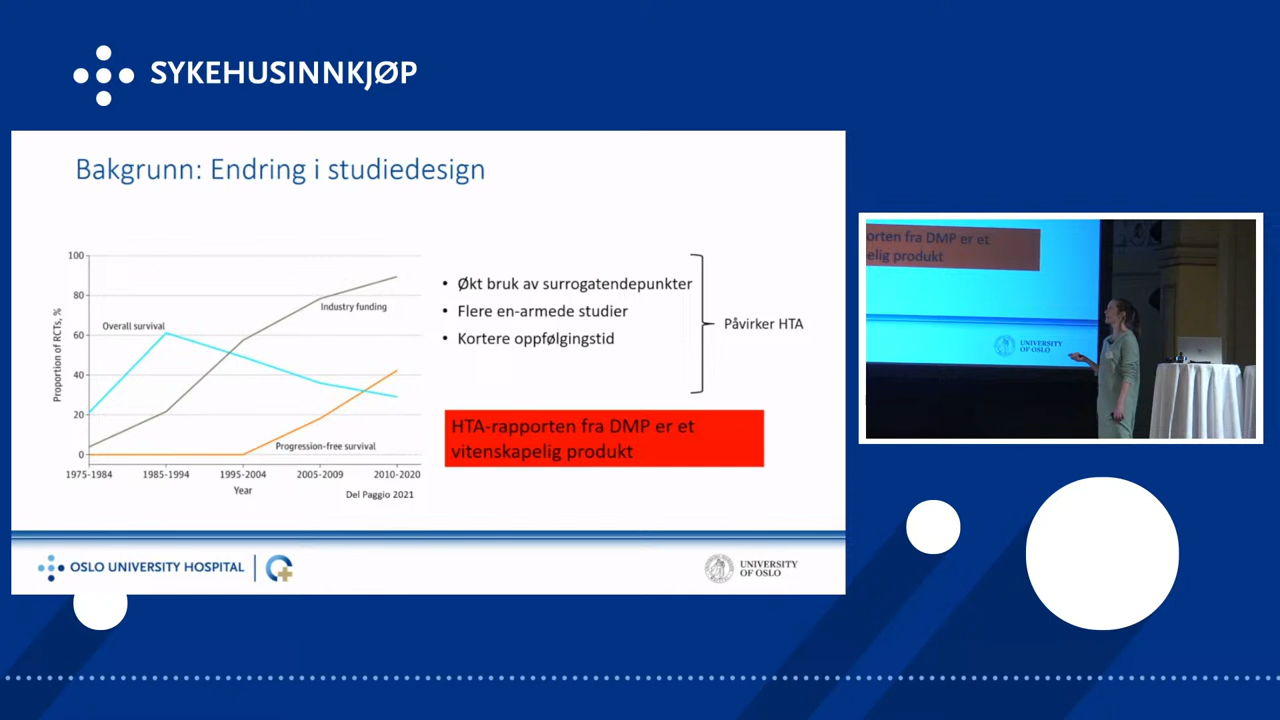 SYKEHUSINNKJØP
Bakgrunn: Endring i studiedesign
100
80
60
40
20
0
Proportion of RCTs, %
Overall survival
Industry funding
Progression-free survival
1975-1984
1985-1994
1995-2004
2005-2009
2010-2020
Year
Del Paggio 2021
• Økt bruk av surrogatendepunkter
• Flere en-armede studier
• Kortere oppfølgingstid
Påvirker HTA
HTA-rapporten fra DMP er et
vitenskapelig produkt
OSLO UNIVERSITY HOSPITAL
UNIVERSITY
OF OSLO
orten fra DMP er et
elig produkt
UNIVERSITY
OF OSLO